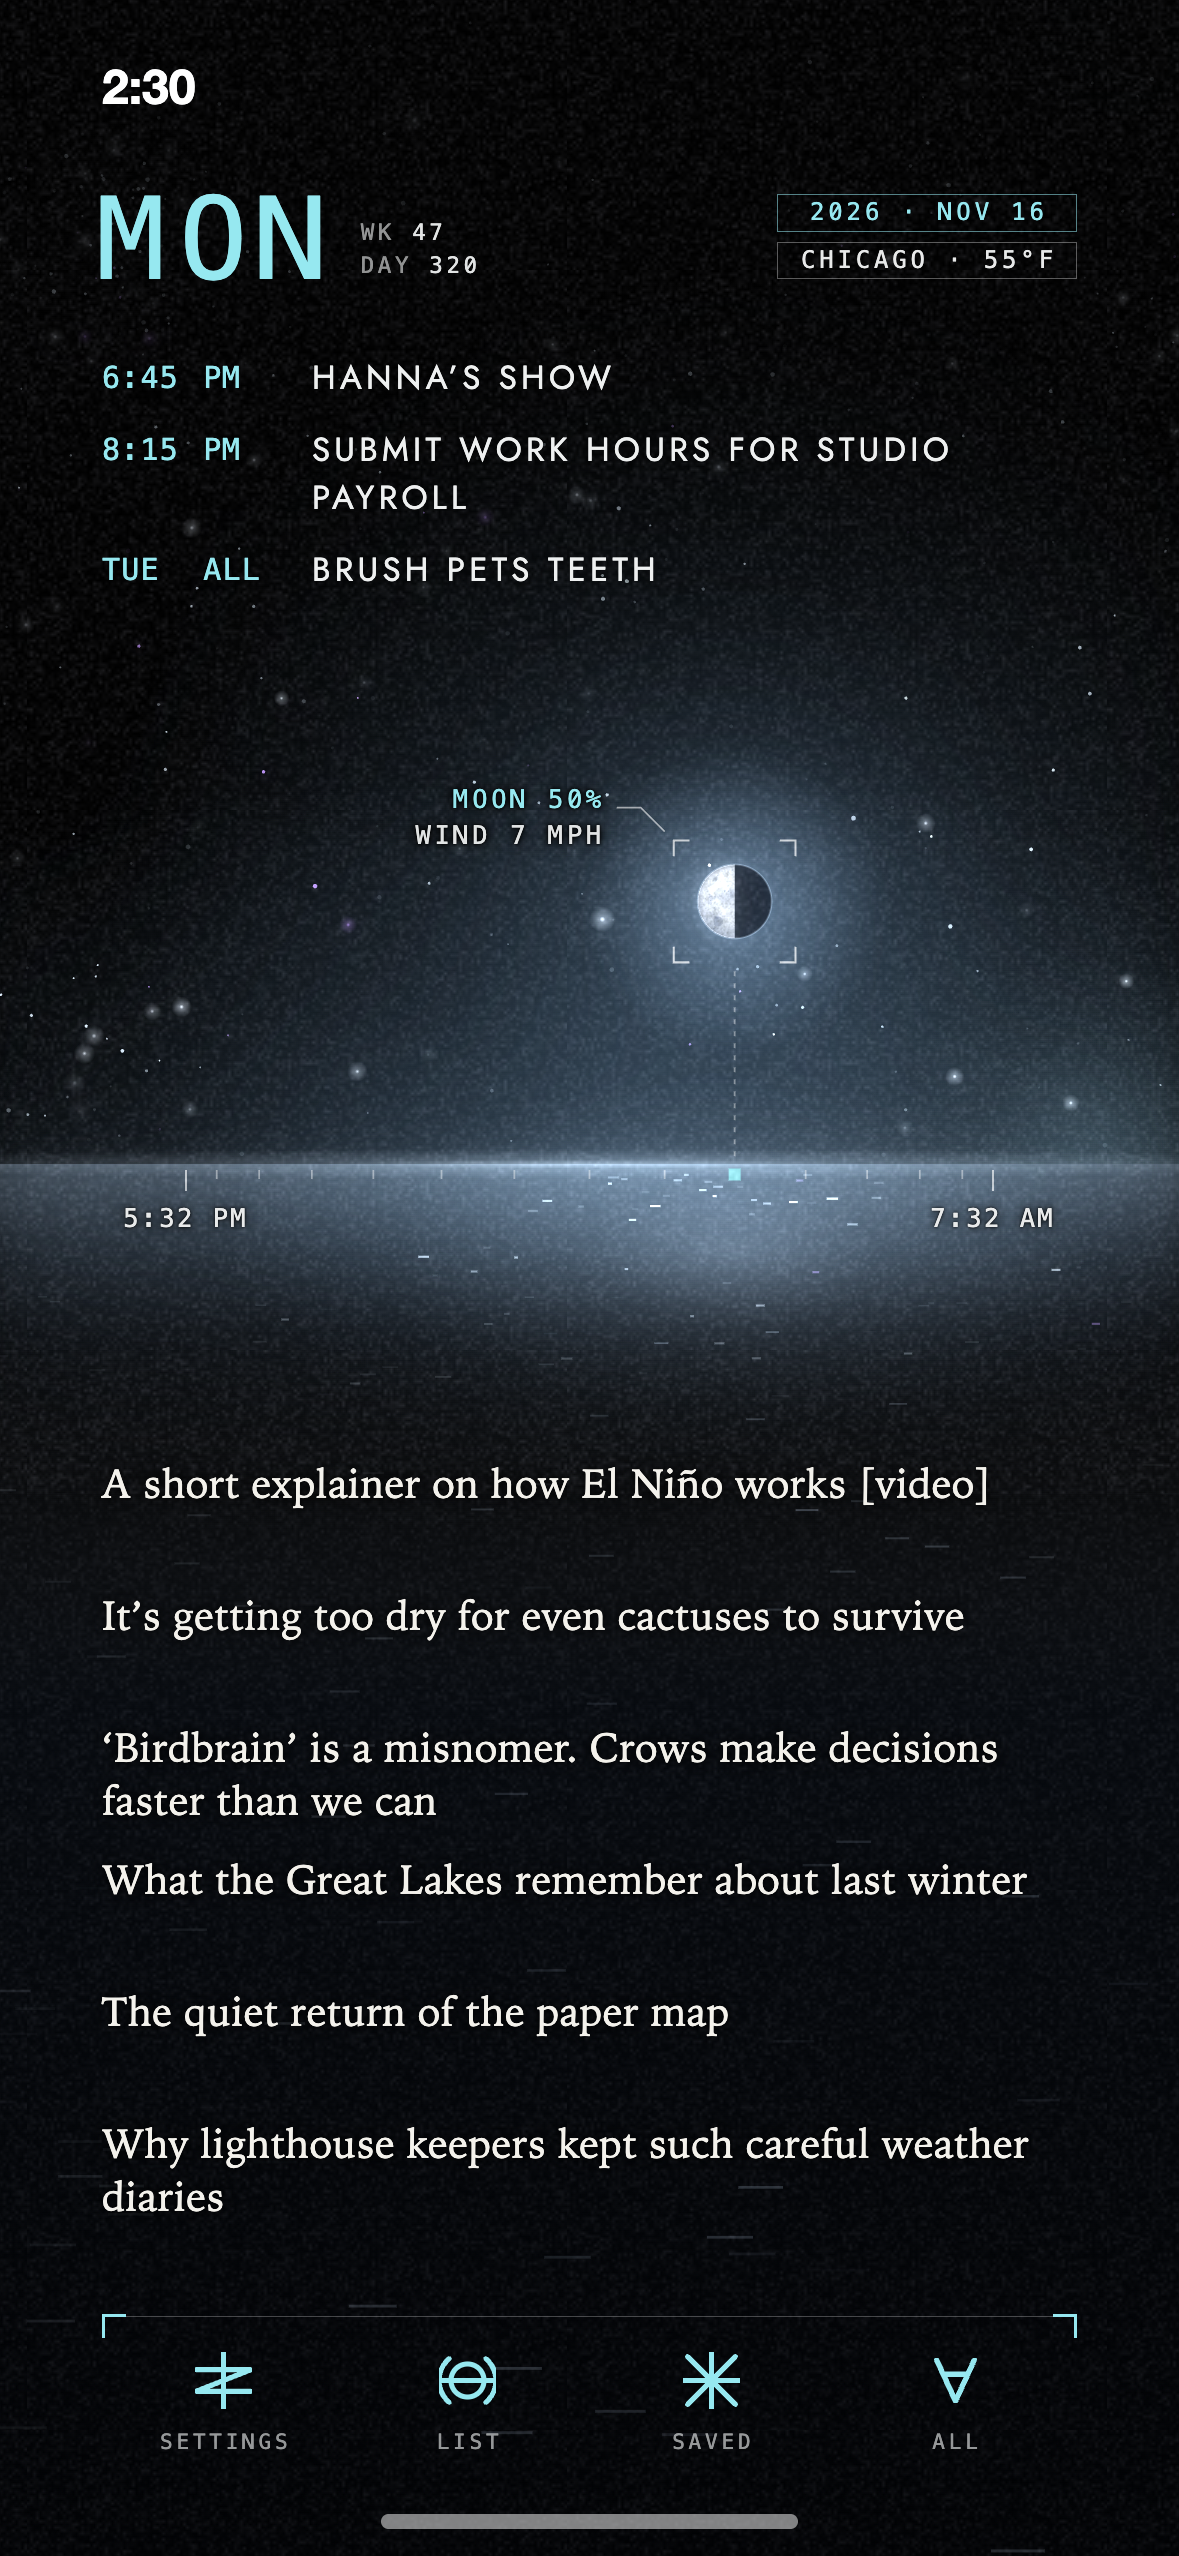 2:30
MON
WK 47
DAY 320
2026 · NOV 16
CHICAGO · 55°F
6:45 PM HANNA’S SHOW
8:15 PM SUBMIT WORK HOURS FOR STUDIO
PAYROLL
TUE ALL BRUSH PETS TEETH
MOON 50%
WIND 7 MPH
5:32 PM
7:32 AM
A short explainer on how El Niño works [video]
It’s getting too dry for even cactuses to survive
‘Birdbrain’ is a misnomer. Crows make decisions
faster than we can
What the Great Lakes remember about last winter
The quiet return of the paper map
Why lighthouse keepers kept such careful weather
diaries
SETTINGS
LIST
SAVED
ALL